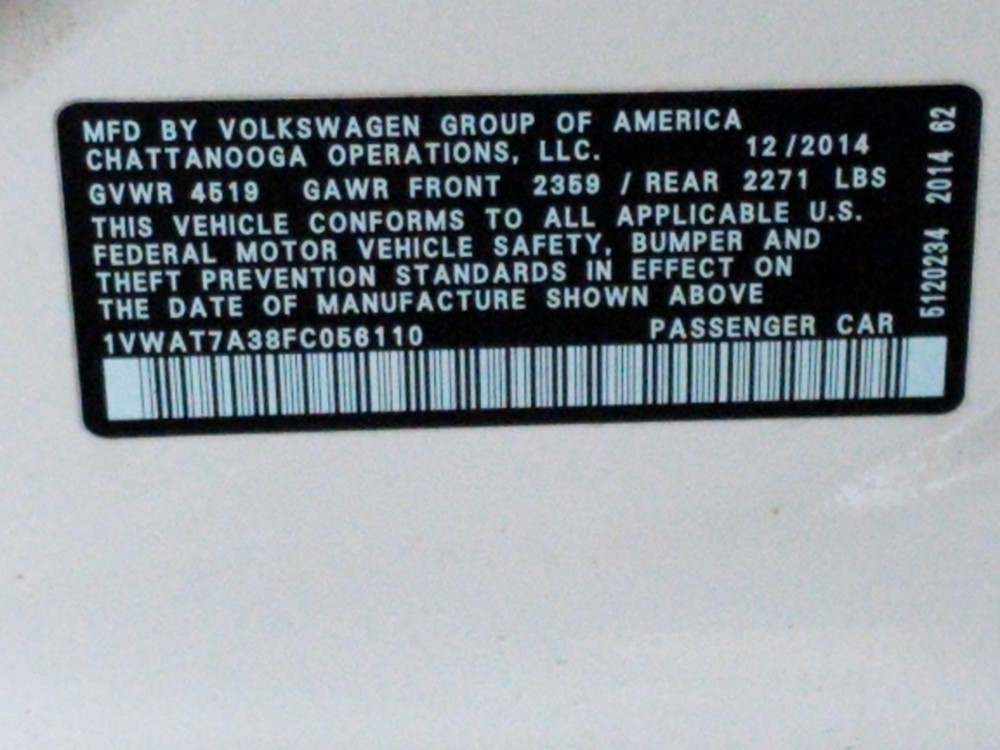 MFD BY VOLKSWAGEN GROUP OF AMERICA
CHATTANOOGA OPERATIONS, LLC. 12/2014
GVWR 4519 GAWR FRONT 2359 / REAR 2271 LBS
THIS VEHICLE CONFORMS TO ALL APPLICABLE U.S.
FEDERAL MOTOR VEHICLE SAFETY, BUMPER AND
THEFT PREVENTION STANDARDS IN EFFECT ON
THE DATE OF MANUFACTURE SHOWN ABOVE
1VWAT7A38FC056110 PASSENGER CAR
5120234 2014 62